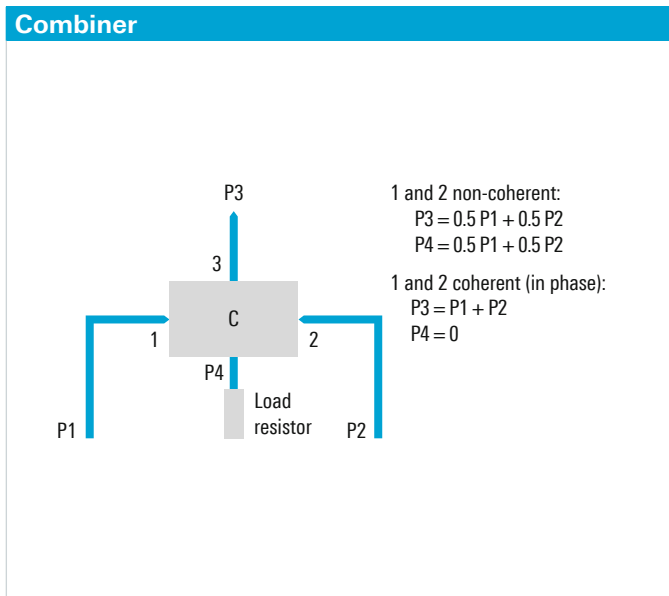 Combiner
P3
3
C
1
2
P4
Load
resistor
P1
P2
1 and 2 non-coherent:
P3 = 0.5 P1 + 0.5 P2
P4 = 0.5 P1 + 0.5 P2
1 and 2 coherent (in phase):
P3 = P1 + P2
P4 = 0